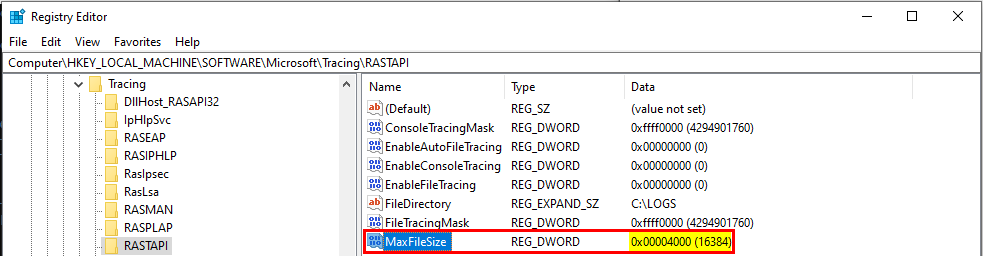 Registry Editor
File Edit View Favorites Help
Computer\HKEY_LOCAL_MACHINE\SOFTWARE\Microsoft\Tracing\RASTAPI
Tracing
DllHost_RASAPI32
IpHlpSvc
RASEAP
RASIPHLP
RasIpsec
RasLsa
RASMAN
RASPLAP
RASTAPI
Name Type Data
ab (Default) REG_SZ (value not set)
ConsoleTracingMask REG_DWORD 0xffff0000 (4294901760)
EnableAutoFileTracing REG_DWORD 0x00000000 (0)
EnableConsoleTracing REG_DWORD 0x00000000 (0)
EnableFileTracing REG_DWORD 0x00000000 (0)
ab FileDirectory REG_EXPAND_SZ C:\LOGS
FileTracingMask REG_DWORD 0xffff0000 (4294901760)
MaxFileSize REG_DWORD 0x00004000 (16384)